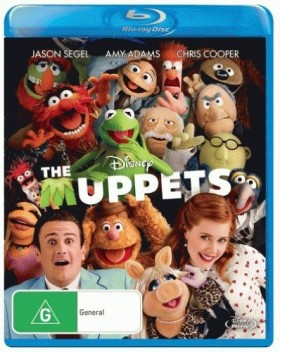 Blu-ray Disc
JASON SEGEL AMY ADAMS CHRIS COOPER
Disney
THE MUPPETS
G General